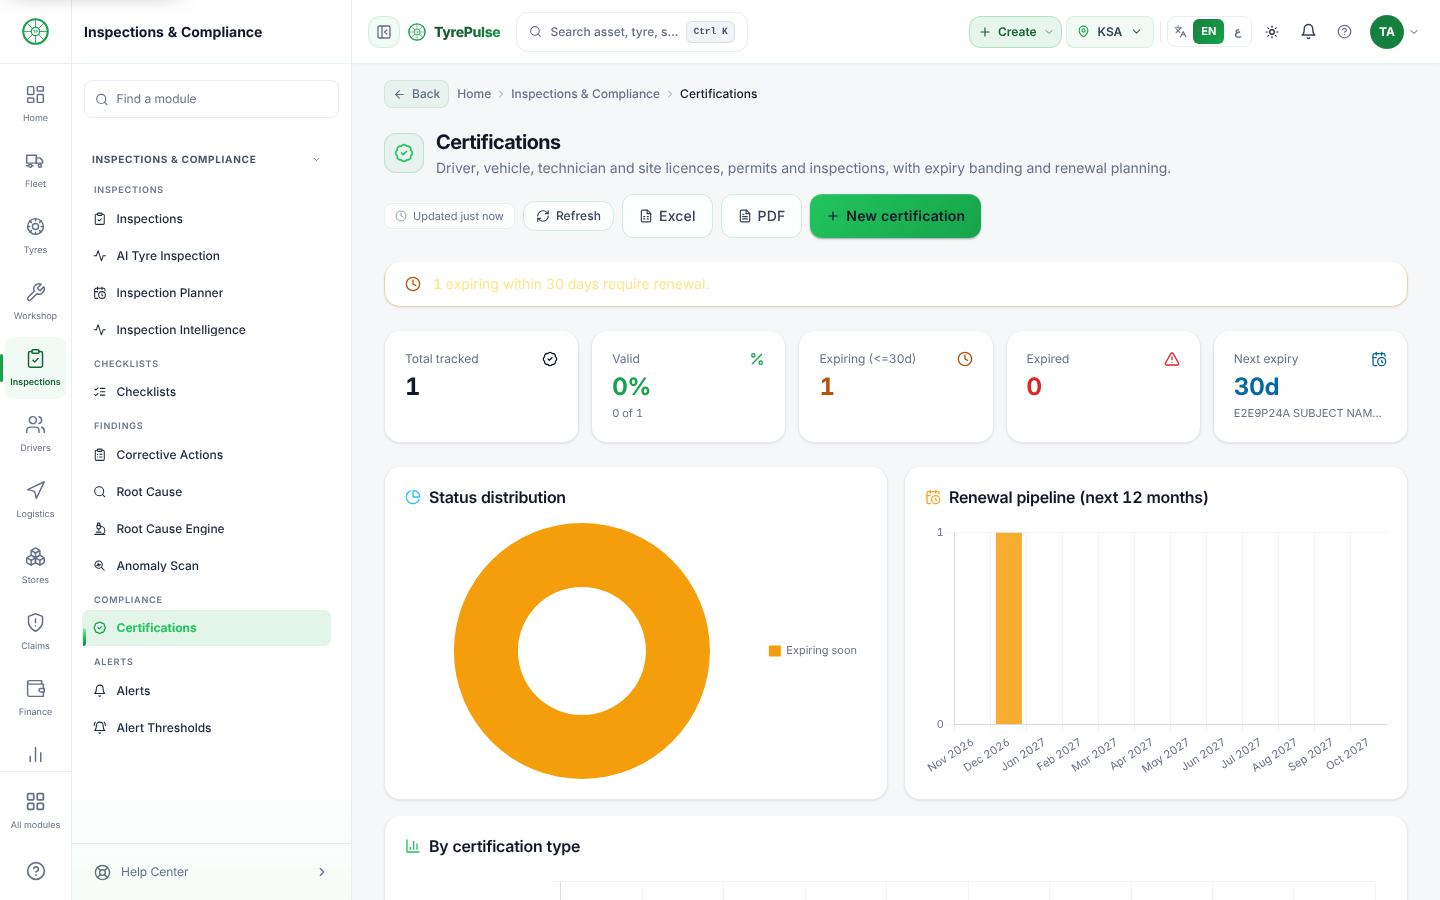 Inspections & Compliance
TyrePulse
Search asset, tyre, s...
Ctrl K
Create
KSA
EN
ع
TA
Home
Fleet
Tyres
Workshop
Inspections
Drivers
Logistics
Stores
Claims
Finance
All modules
Find a module
INSPECTIONS & COMPLIANCE
INSPECTIONS
Inspections
AI Tyre Inspection
Inspection Planner
Inspection Intelligence
CHECKLISTS
Checklists
FINDINGS
Corrective Actions
Root Cause
Root Cause Engine
Anomaly Scan
COMPLIANCE
Certifications
ALERTS
Alerts
Alert Thresholds
Help Center
Back
Home
Inspections & Compliance
Certifications
Certifications
Driver, vehicle, technician and site licences, permits and inspections, with expiry banding and renewal planning.
Updated just now
Refresh
Excel
PDF
New certification
1 expiring within 30 days require renewal.
Total tracked
1
Valid
0%
0 of 1
Expiring (<=30d)
1
Expired
0
Next expiry
30d
E2E9P24A SUBJECT NAM...
Status distribution
Expiring soon
Renewal pipeline (next 12 months)
1
0
Nov 2026
Dec 2026
Jan 2027
Feb 2027
Mar 2027
Apr 2027
May 2027
Jun 2027
Jul 2027
Aug 2027
Sep 2027
Oct 2027
By certification type